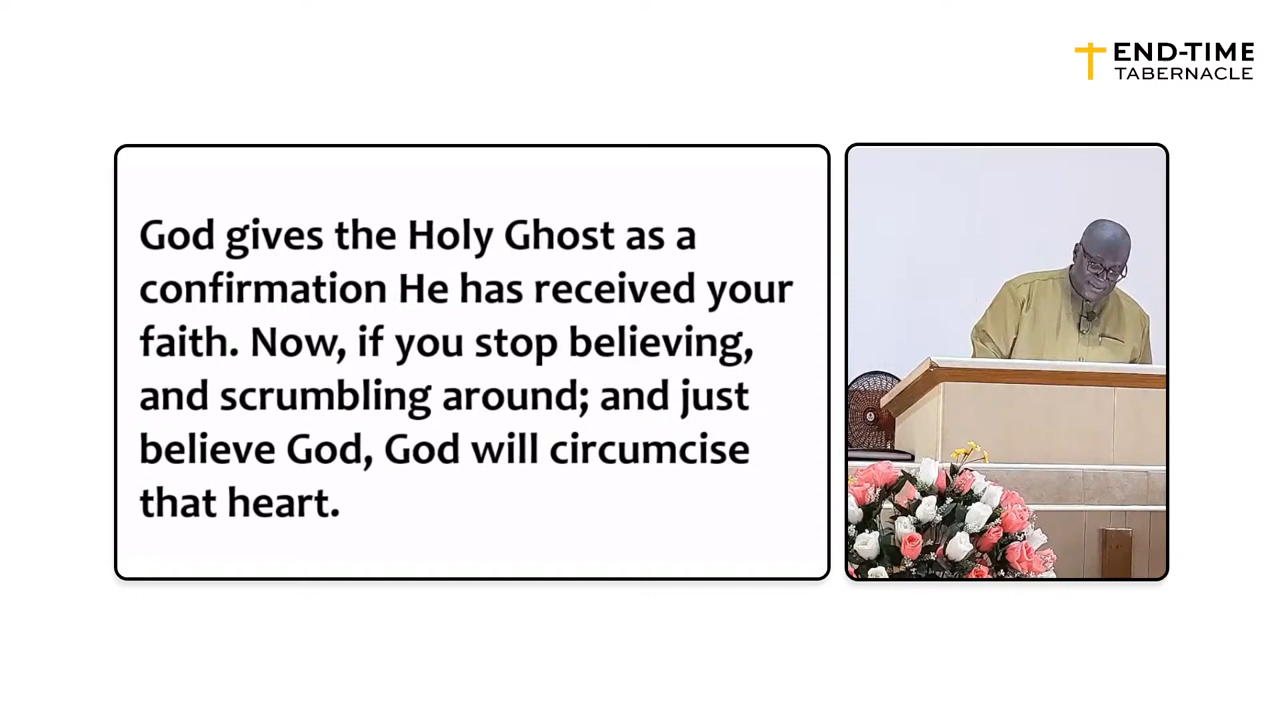 END-TIME
TABERNACLE
God gives the Holy Ghost as a
confirmation He has received your
faith. Now, if you stop believing,
and scrumbling around; and just
believe God, God will circumcise
that heart.